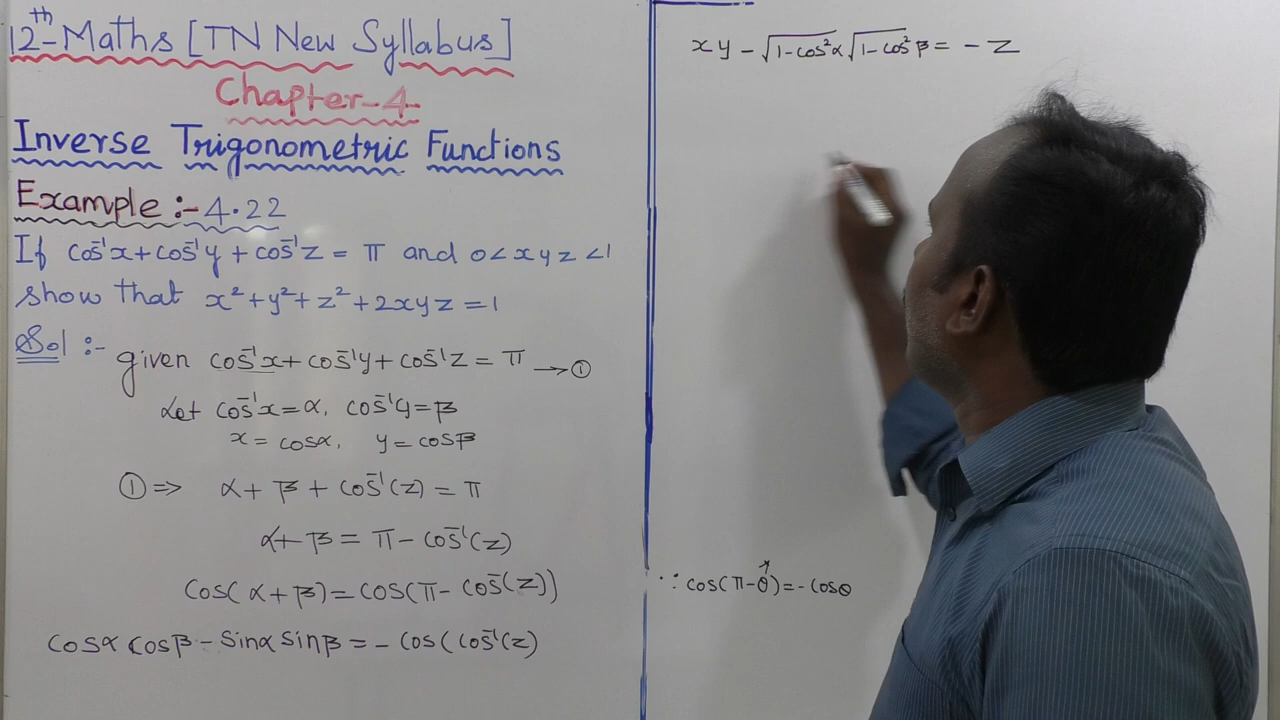 12th-Maths [TN New Syllabus]
Chapter-4
Inverse Trigonometric Functions
Example :- 4.22
If cos⁻¹x + cos⁻¹y + cos⁻¹z = π and 0<xyz<1
show that x² + y² + z² + 2xyz = 1
Sol :-
given cos⁻¹x + cos⁻¹y + cos⁻¹z = π → ①
Let cos⁻¹x = α, cos⁻¹y = β
x = cosα, y = cosβ
① ⇒ α + β + cos⁻¹(z) = π
α + β = π - cos⁻¹(z)
cos(α + β) = cos(π - cos⁻¹(z))
cosα cosβ - sinα sinβ = - cos(cos⁻¹(z)
xy - √1-cos²α √1-cos²β = - z
∵ cos(π-θ) = - cosθ